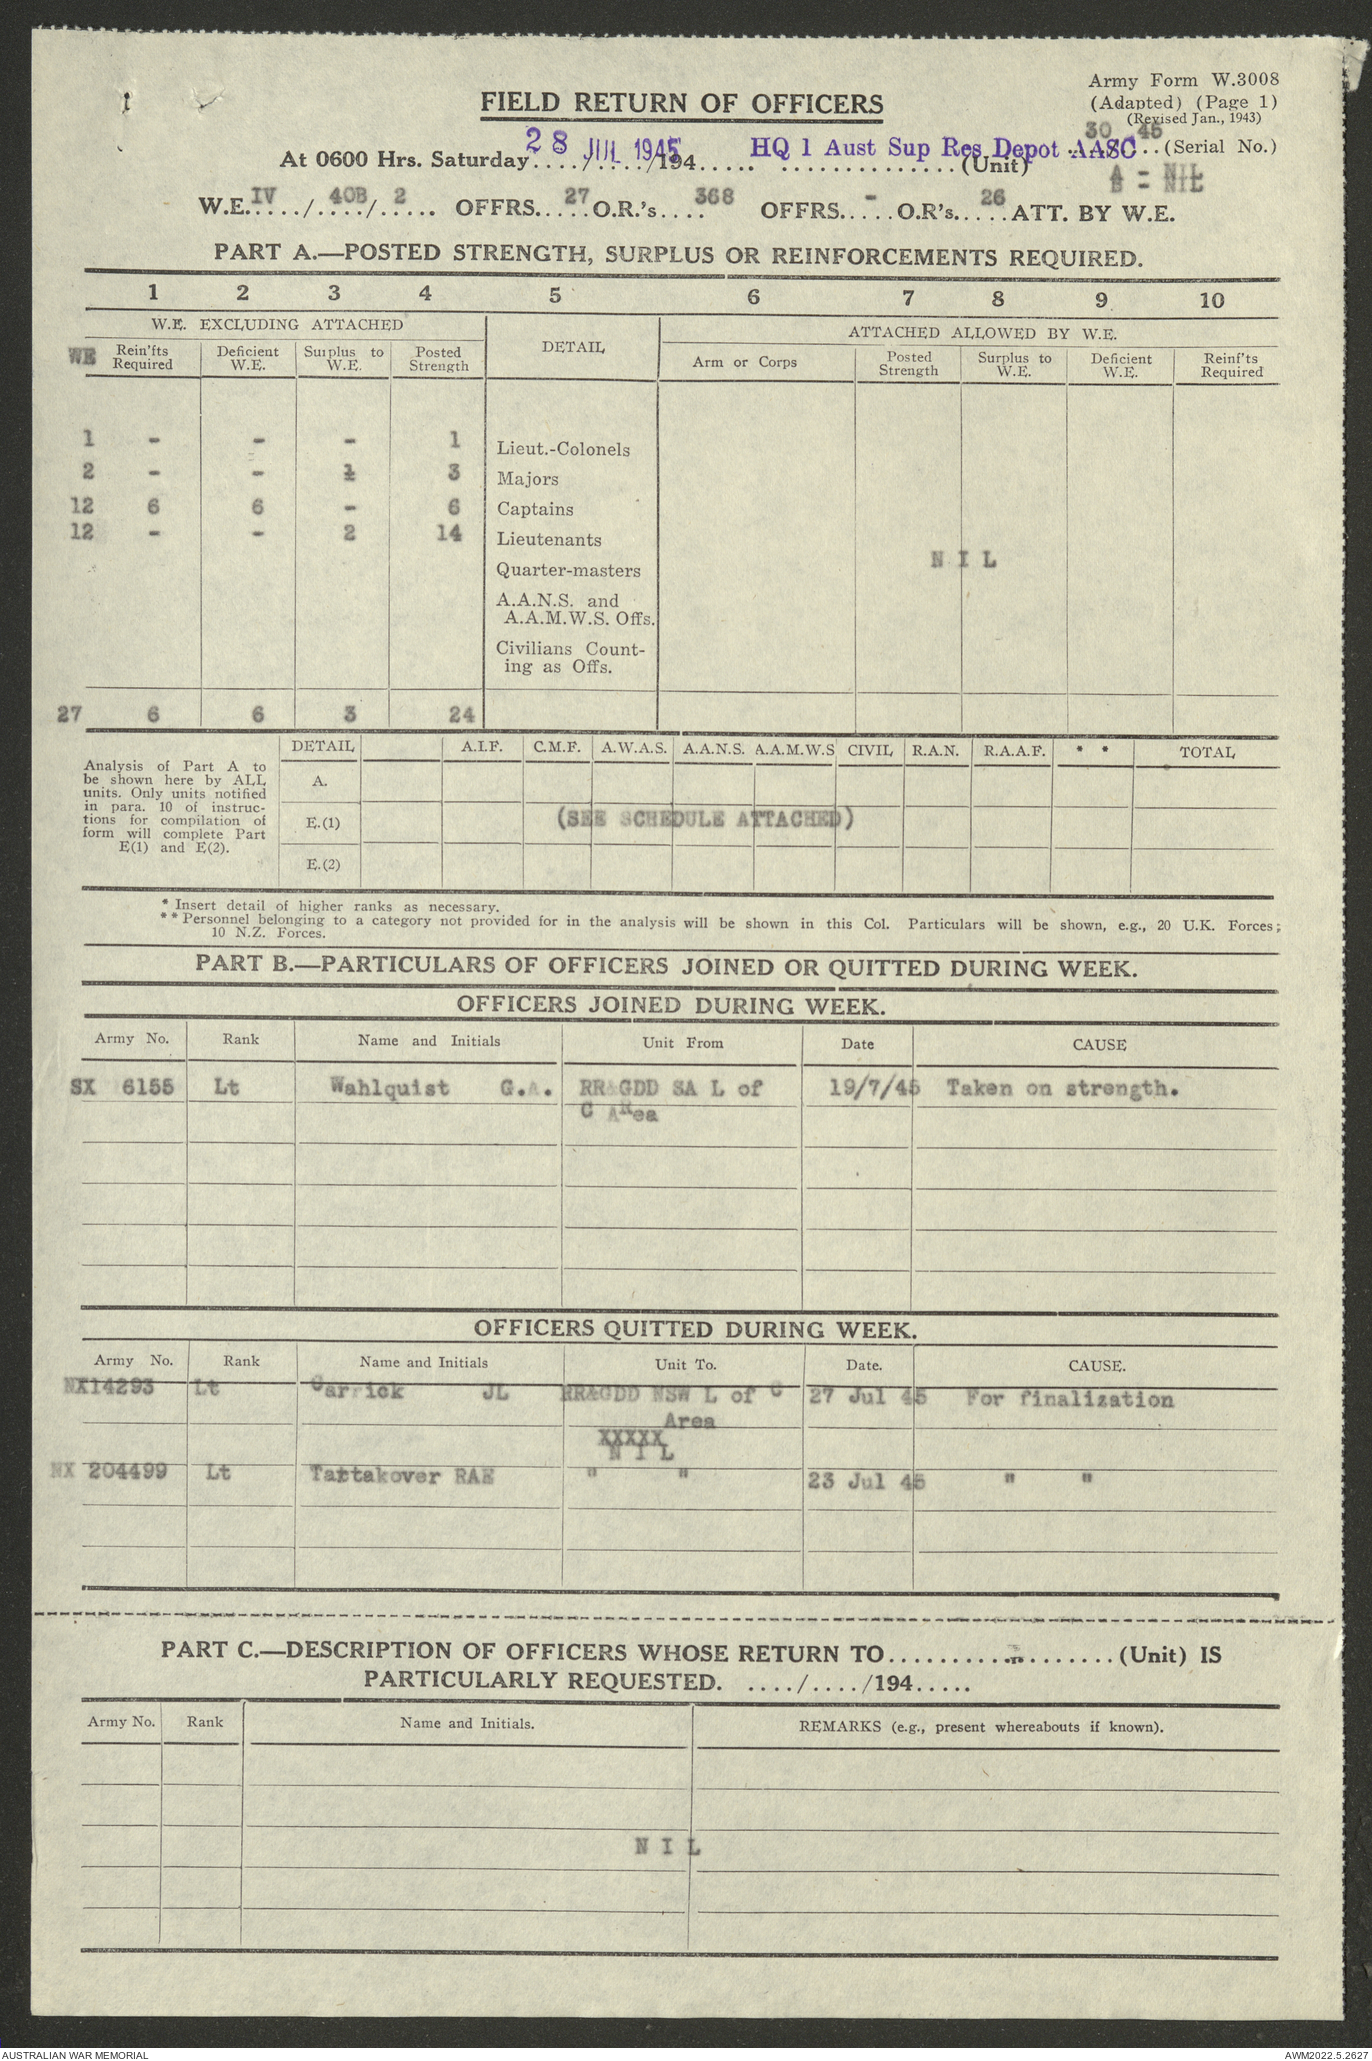 Army Form W.3008
FIELD RETURN OF OFFICERS
(Adapted) (Page 1)
(Revised Jan., 1943)
At 0600 Hrs. Saturday 28 JUL 1945 /194..... HQ 1 Aust Sup Res Depot AASC (Unit) 30 45 (Serial No.)
A - NIL
B - NIL
W.E. IV / 40B / 2 OFFRS. 27 O.R.'s. 368 OFFRS. - O.R's. 26 ATT. BY W.E.
PART A.—POSTED STRENGTH, SURPLUS OR REINFORCEMENTS REQUIRED.
1 2 3 4 5 6 7 8 9 10
W.E. EXCLUDING ATTACHED DETAIL ATTACHED ALLOWED BY W.E.
WE Rein'fts Required Deficient W.E. Surplus to W.E. Posted Strength Arm or Corps Posted Strength Surplus to W.E. Deficient W.E. Reinf'ts Required
1 - - - 1 Lieut.-Colonels
2 - - 1 3 Majors
12 6 6 - 6 Captains
12 - - 2 14 Lieutenants
N I L
Quarter-masters
A.A.N.S. and
A.A.M.W.S. Offs.
Civilians Count-
ing as Offs.
27 6 6 3 24
DETAIL A.I.F. C.M.F. A.W.A.S. A.A.N.S. A.A.M.W.S CIVIL R.A.N. R.A.A.F. * * TOTAL
Analysis of Part A to
be shown here by ALL
units. Only units notified
in para. 10 of instruc-
tions for compilation of
form will complete Part
E(1) and E(2).
A.
E.(1) (SEE SCHEDULE ATTACHED)
E.(2)
* Insert detail of higher ranks as necessary.
** Personnel belonging to a category not provided for in the analysis will be shown in this Col. Particulars will be shown, e.g., 20 U.K. Forces;
10 N.Z. Forces.
PART B.—PARTICULARS OF OFFICERS JOINED OR QUITTED DURING WEEK.
OFFICERS JOINED DURING WEEK.
Army No. Rank Name and Initials Unit From Date CAUSE
SX 6155 Lt Wahlquist G.A. RR&GDD SA L of 19/7/45 Taken on strength.
C Area
OFFICERS QUITTED DURING WEEK.
Army No. Rank Name and Initials Unit To. Date. CAUSE.
NX14293 Lt Carrick JL RR&GDD NSW L of C 27 Jul 45 For finalization
Area
XXXXX
N I L
NX 204499 Lt Tartakover RAE " " 23 Jul 45 " "
PART C.—DESCRIPTION OF OFFICERS WHOSE RETURN TO.....................(Unit) IS
PARTICULARLY REQUESTED. ..../..../194.....
Army No. Rank Name and Initials. REMARKS (e.g., present whereabouts if known).
N I L
AUSTRALIAN WAR MEMORIAL AWM2022.5.2627